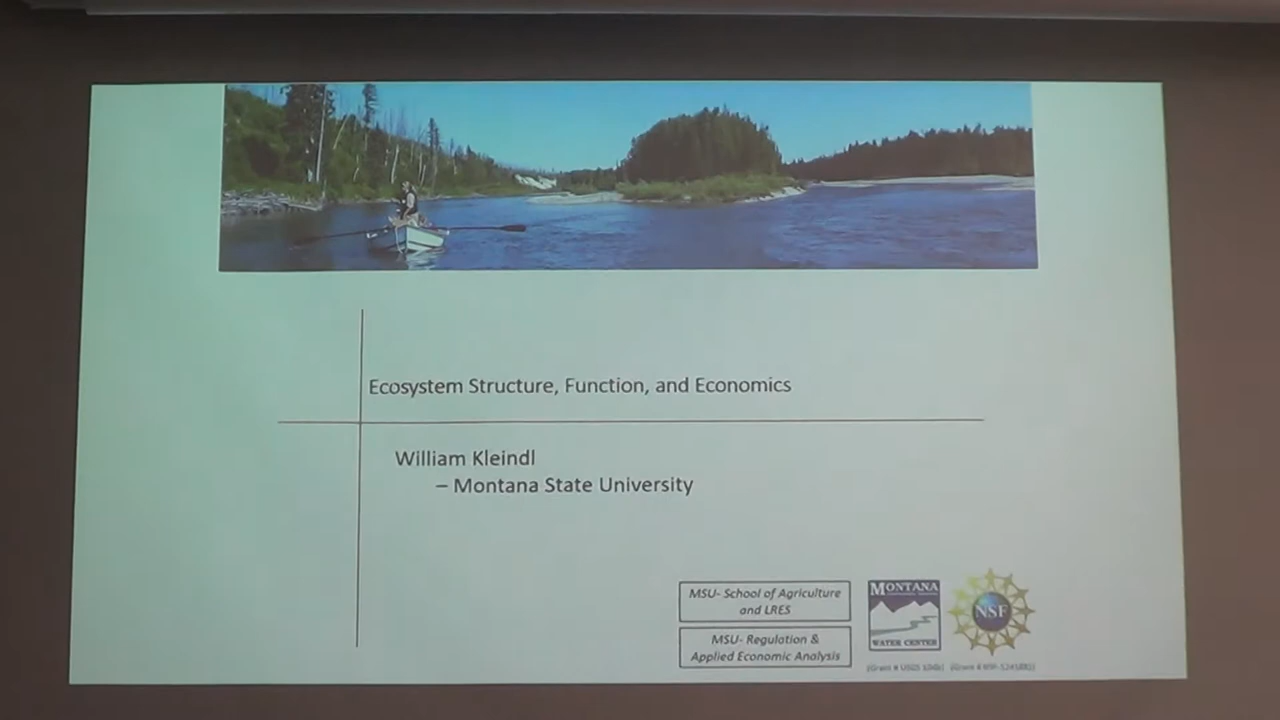 Ecosystem Structure, Function, and Economics
William Kleindl
– Montana State University
MSU- School of Agriculture
and LRES
MSU- Regulation &
Applied Economic Analysis
MONTANA
WATER CENTER
NSF